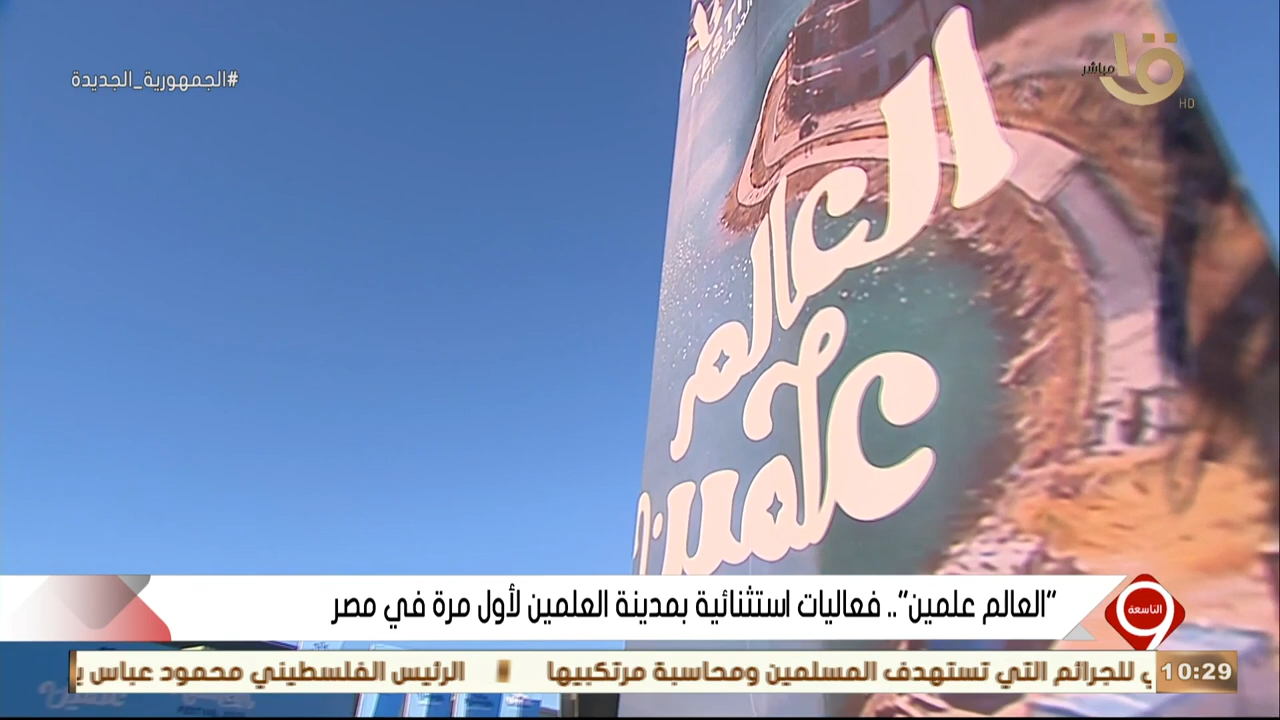 #الجمهورية_الجديدة
مباشر
HD
العالم
علمين
"العالم علمين".. فعاليات استثنائية بمدينة العلمين لأول مرة في مصر
التاسعة
9
للجرائم التي تستهدف المسلمين ومحاسبة مرتكبيها الرئيس الفلسطيني محمود عباس
10:29